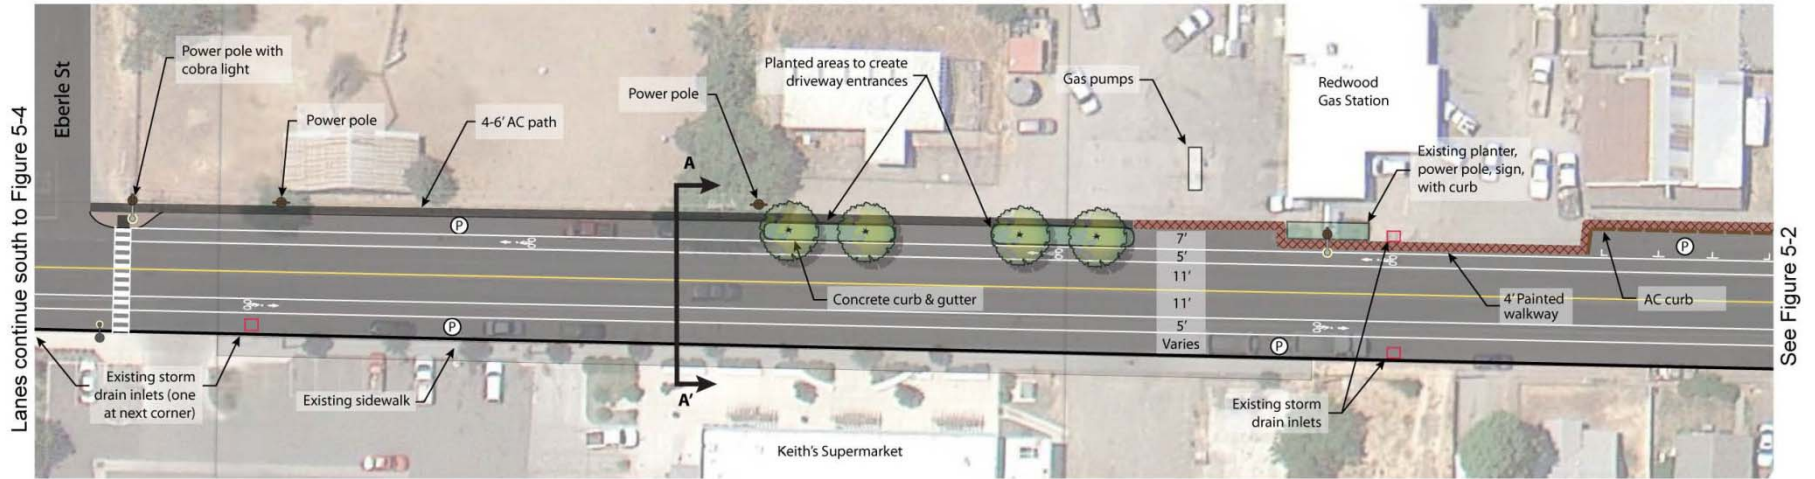 Lanes continue south to Figure 5-4
Eberle St
Power pole with
cobra light
Power pole
4-6' AC path
Power pole
A
Planted areas to create
driveway entrances
Gas pumps
Redwood
Gas Station
Existing planter,
power pole, sign,
with curb
P
P
7'
5'
11'
11'
5'
Varies
Concrete curb & gutter
4' Painted
walkway
AC curb
See Figure 5-2
P
P
A'
Existing storm
drain inlets (one
at next corner)
Existing sidewalk
Existing storm
drain inlets
Keith's Supermarket